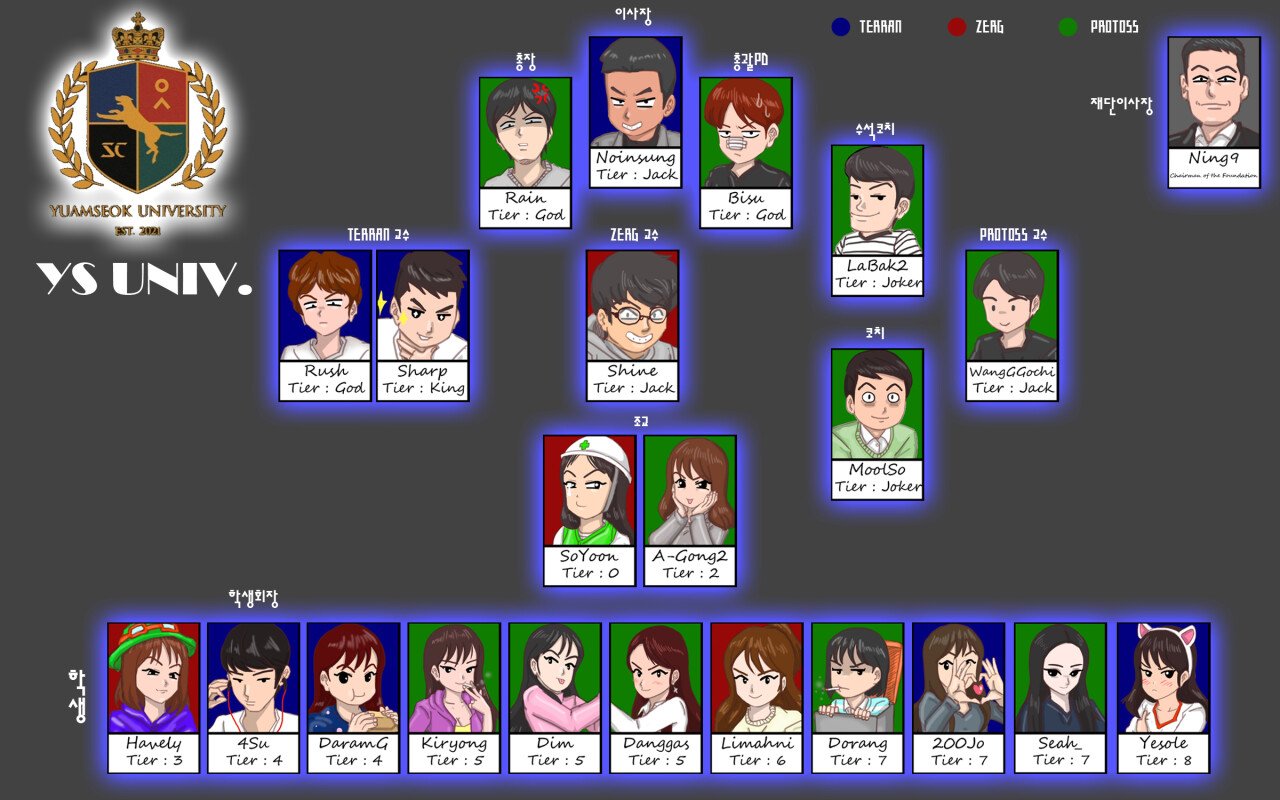 이사장
TERRAN
ZERG
PROTOSS
총장
총괄PD
재단이사장
수석코치
SC
YUAMSEOK UNIVERSITY
EST. 2021
YS UNIV.
Noinsung
Tier : Jack
Rain
Tier : God
Bisu
Tier : God
Ning9
Chairman of the Foundation
TERRAN 교수
ZERG 교수
PROTOSS 교수
LaBak2
Tier : Joker
Rush
Tier : God
Sharp
Tier : King
Shine
Tier : Jack
WangGGochi
Tier : Jack
코치
MoolSo
Tier : Joker
조교
SoYoon
Tier : 0
A-Gong2
Tier : 2
학생회장
학생
Havely
Tier : 3
4Su
Tier : 4
DaramG
Tier : 4
Kiryong
Tier : 5
Dim
Tier : 5
Danggas
Tier : 5
Limahni
Tier : 6
Dorang
Tier : 7
200Jo
Tier : 7
Seah_
Tier : 7
Yesole
Tier : 8